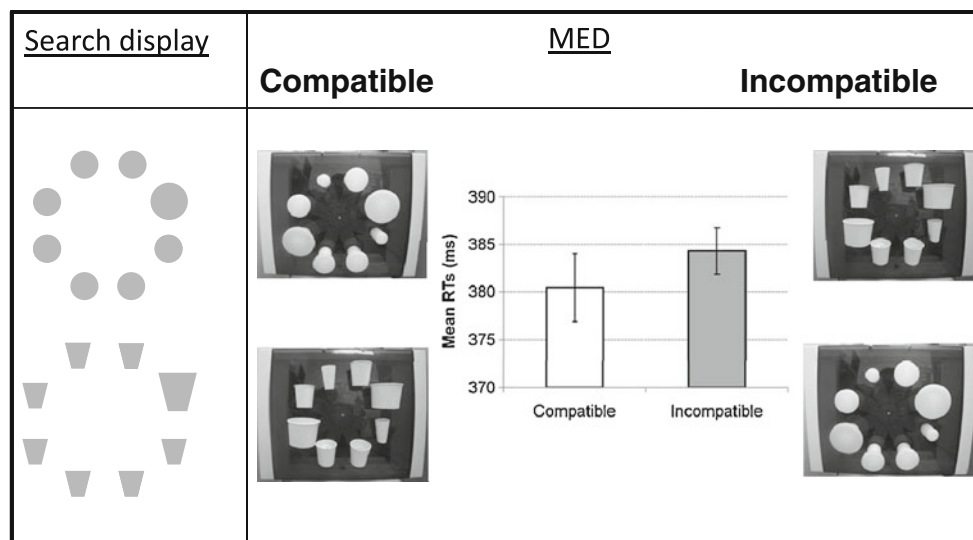 Search display
MED
Compatible
Incompatible
Mean RTs (ms)
390
385
380
375
370
Compatible
Incompatible